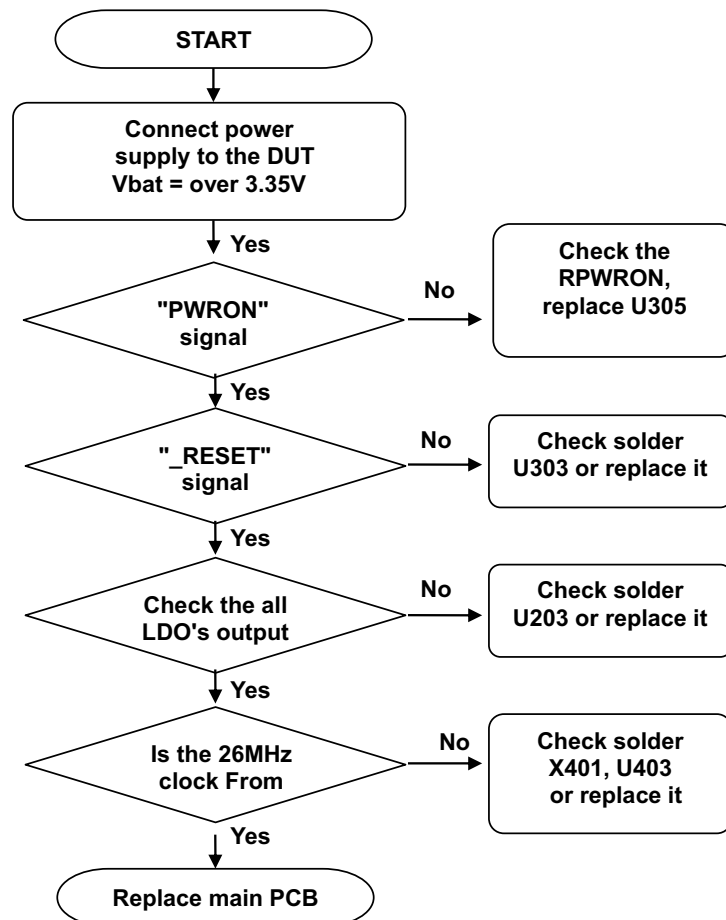 START
Connect power
supply to the DUT
Vbat = over 3.35V
Yes
"PWRON"
signal
No
Check the
RPWRON,
replace U305
Yes
"_RESET"
signal
No
Check solder
U303 or replace it
Yes
Check the all
LDO's output
No
Check solder
U203 or replace it
Yes
Is the 26MHz
clock From
No
Check solder
X401, U403
or replace it
Yes
Replace main PCB